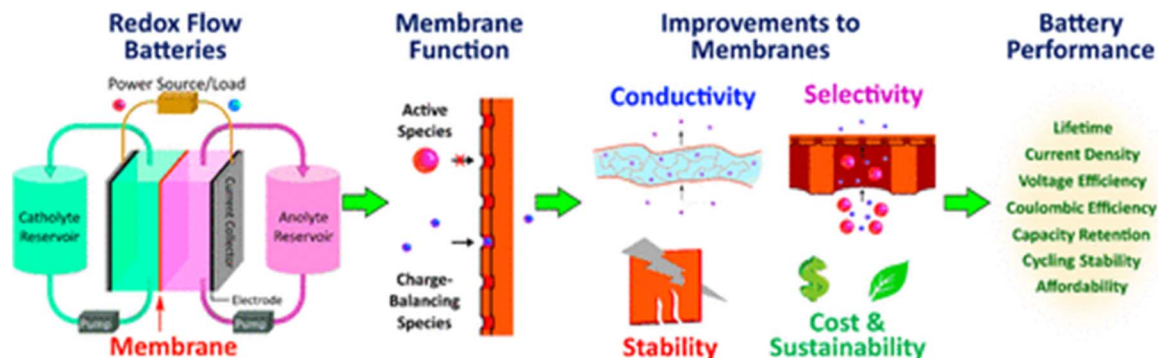 Redox Flow
Batteries
Power Source/Load
Catholyte
Reservoir
Current Collector
Anolyte
Reservoir
Electrode
Pump
Pump
Membrane
Membrane
Function
Active
Species
Charge-
Balancing
Species
Improvements to
Membranes
Conductivity
Selectivity
Stability
$
Cost &
Sustainability
Battery
Performance
Lifetime
Current Density
Voltage Efficiency
Coulombic Efficiency
Capacity Retention
Cycling Stability
Affordability